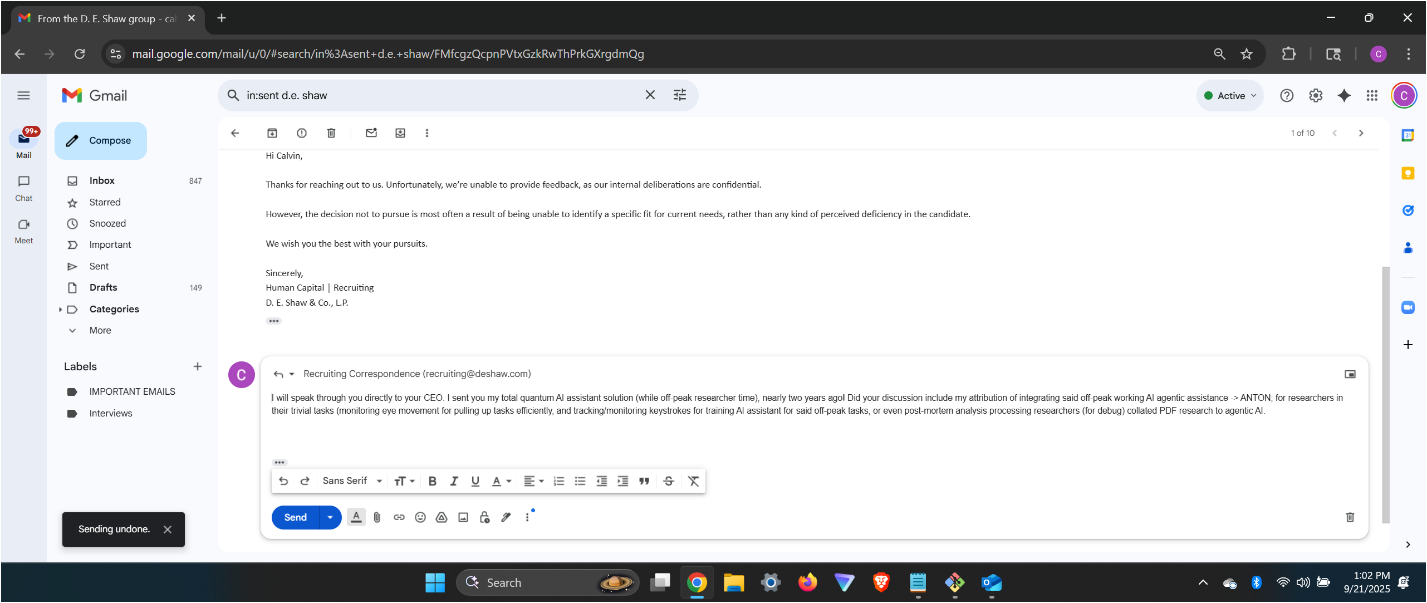 From the D. E. Shaw group - cal
mail.google.com/mail/u/0/#search/in%3Asent+d.e.+shaw/FMfcgzQcpnPVtxGzkRwThPrkGXrgdmQg
C
Gmail
in:sent d.e. shaw
Active
C
99+
Mail
Chat
Meet
Compose
Inbox 847
Starred
Snoozed
Important
Sent
Drafts 149
Categories
More
Labels
IMPORTANT EMAILS
Interviews
1 of 10
Hi Calvin,
Thanks for reaching out to us. Unfortunately, we're unable to provide feedback, as our internal deliberations are confidential.
However, the decision not to pursue is most often a result of being unable to identify a specific fit for current needs, rather than any kind of perceived deficiency in the candidate.
We wish you the best with your pursuits.
Sincerely,
Human Capital | Recruiting
D. E. Shaw & Co., L.P.
C
Recruiting Correspondence (recruiting@deshaw.com)
I will speak through you directly to your CEO. I sent you my total quantum AI assistant solution (while off-peak researcher time), nearly two years ago! Did your discussion include my attribution of integrating said off-peak working AI agentic assistance -> ANTON, for researchers in
their trivial tasks (monitoring eye movement for pulling up tasks efficiently, and tracking/monitoring keystrokes for training AI assistant for said off-peak tasks, or even post-mortem analysis processing researchers (for debug) collated PDF research to agentic AI.
Sans Serif
Send
Sending undone.
Search
1:02 PM
9/21/2025